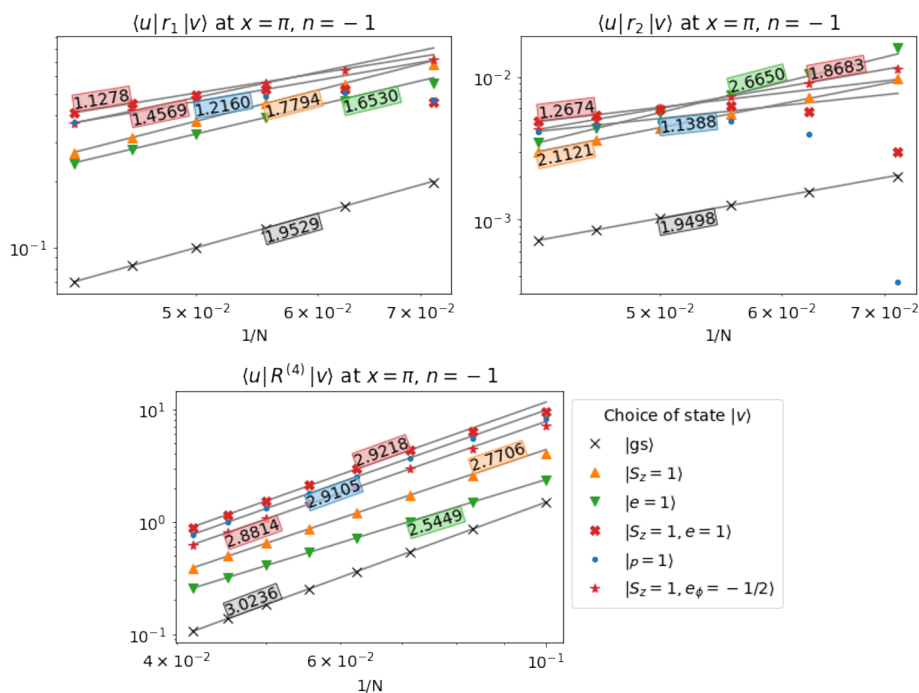 ⟨u| r₁ |v⟩ at x = π, n = −1
10⁻¹
1.1278
1.4569
1.2160
1.7794
1.6530
1.9529
5 × 10⁻²
6 × 10⁻²
7 × 10⁻²
1/N
⟨u| r₂ |v⟩ at x = π, n = −1
10⁻²
10⁻³
1.2674
2.1121
2.6650
1.8683
1.1388
1.9498
5 × 10⁻²
6 × 10⁻²
7 × 10⁻²
1/N
⟨u| R⁽⁴⁾ |v⟩ at x = π, n = −1
10¹
10⁰
10⁻¹
2.9218
2.7706
2.9105
2.8814
2.5449
3.0236
4 × 10⁻²
6 × 10⁻²
10⁻¹
1/N
Choice of state |v⟩
|gs⟩
|S_z = 1⟩
|e = 1⟩
|S_z = 1, e = 1⟩
|p = 1⟩
|S_z = 1, e_ϕ = −1/2⟩